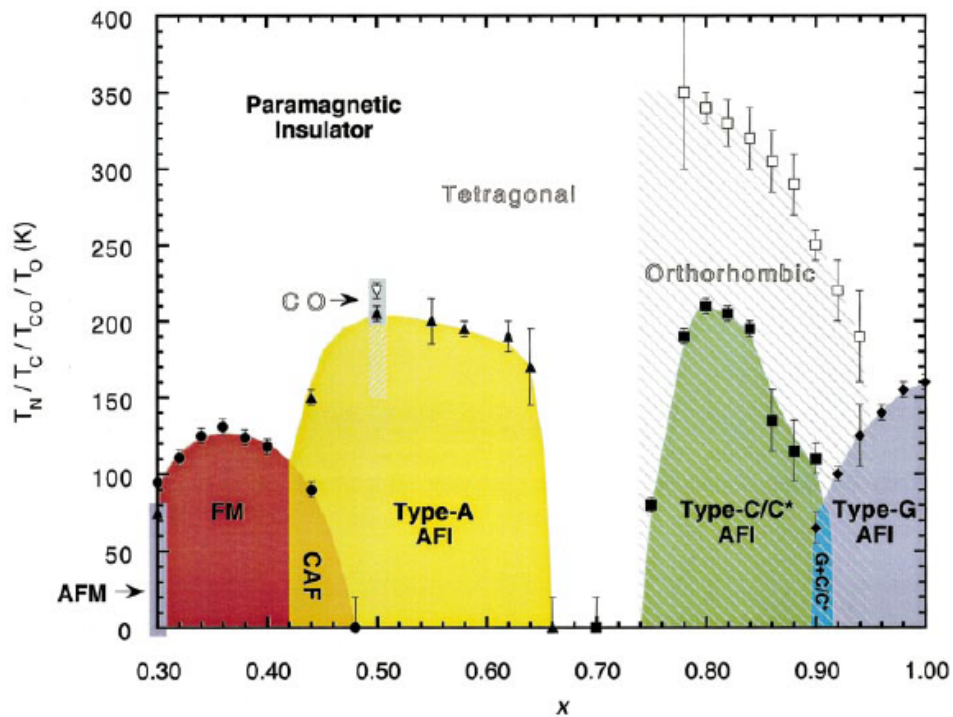 400
350
300
250
200
150
100
50
0
T_N / T_C / T_CO / T_O (K)
Paramagnetic
Insulator
Tetragonal
CO
Orthorhombic
FM
CAF
Type-A
AFI
Type-C/C*
AFI
G+C/C*
Type-G
AFI
AFM
0.30
0.40
0.50
0.60
0.70
0.80
0.90
1.00
x